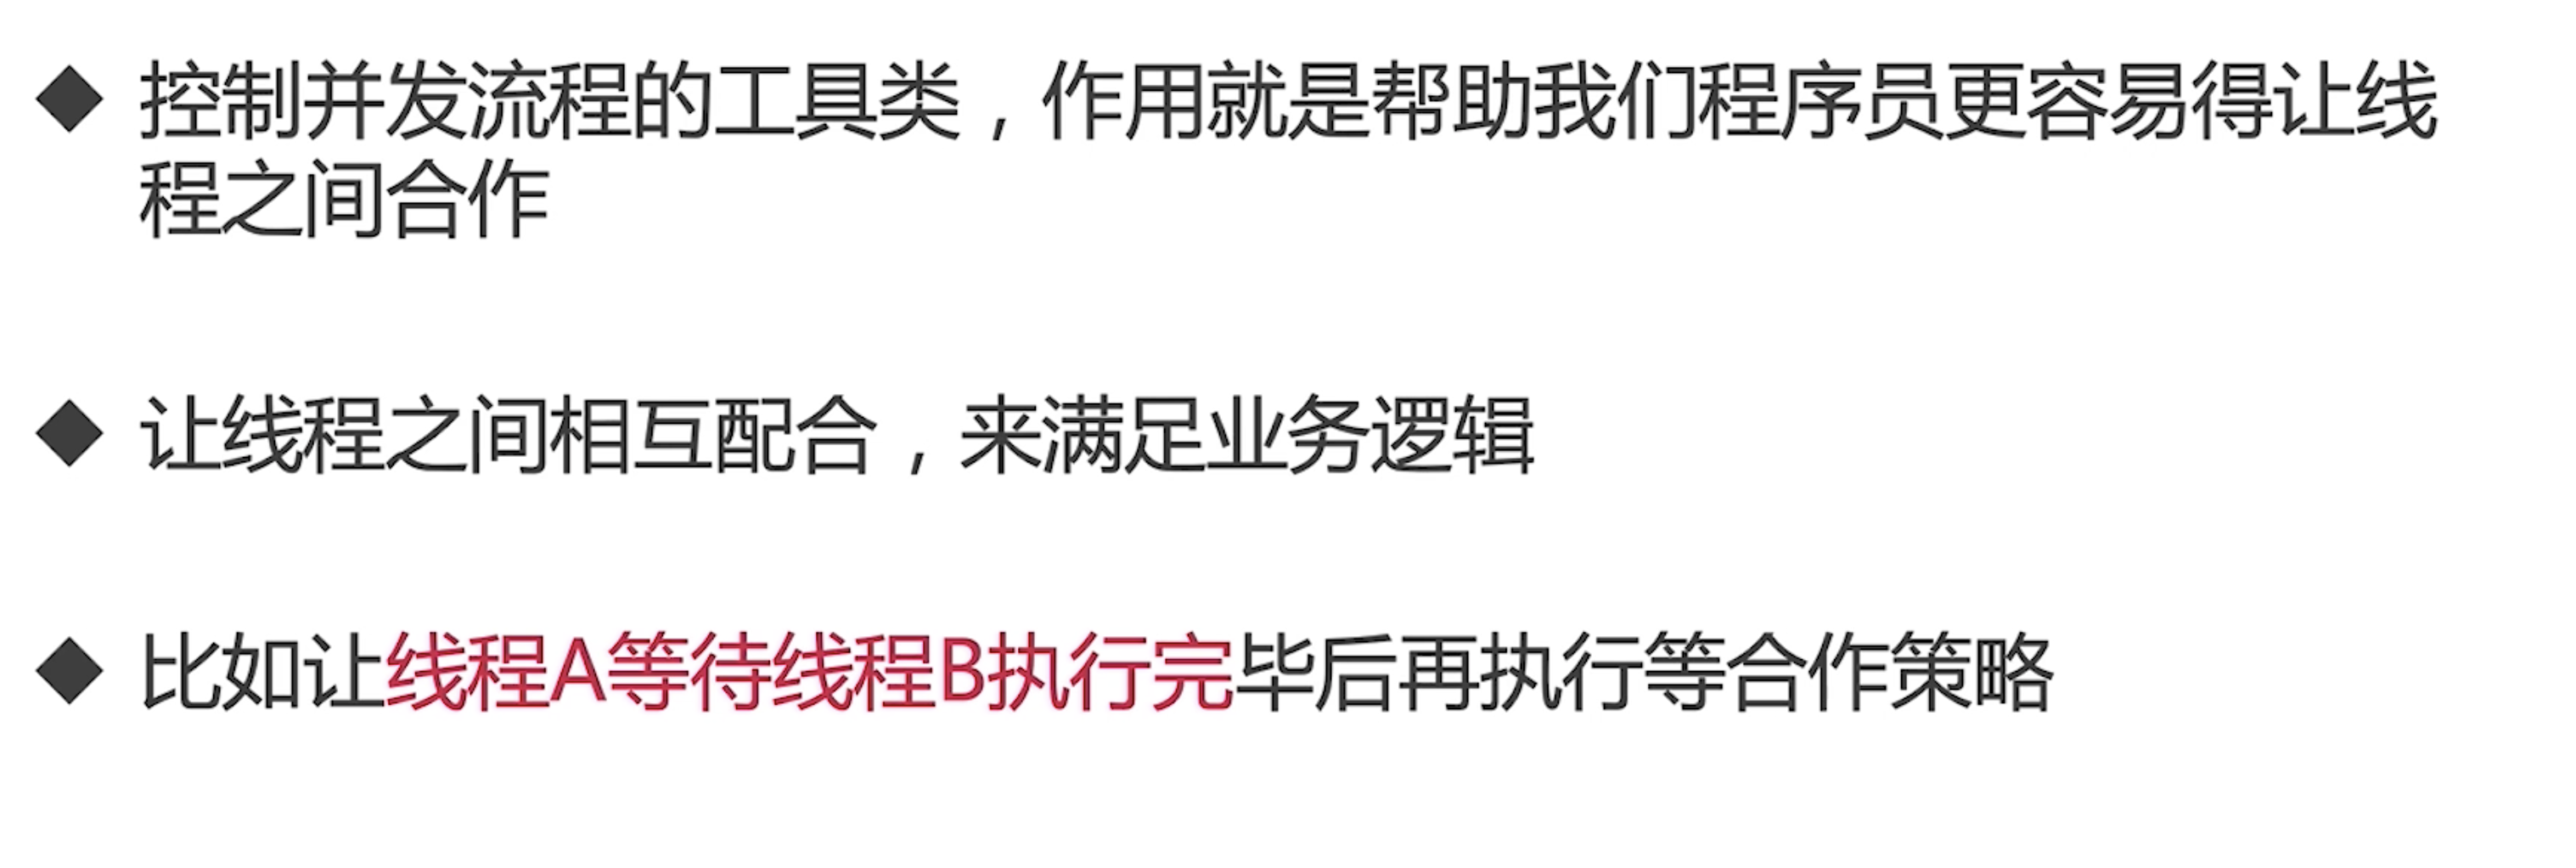 ◆ 控制并发流程的工具类，作用就是帮助我们程序员更容易得让线
程之间合作
◆ 让线程之间相互配合，来满足业务逻辑
◆ 比如让线程A等待线程B执行完毕后再执行等合作策略